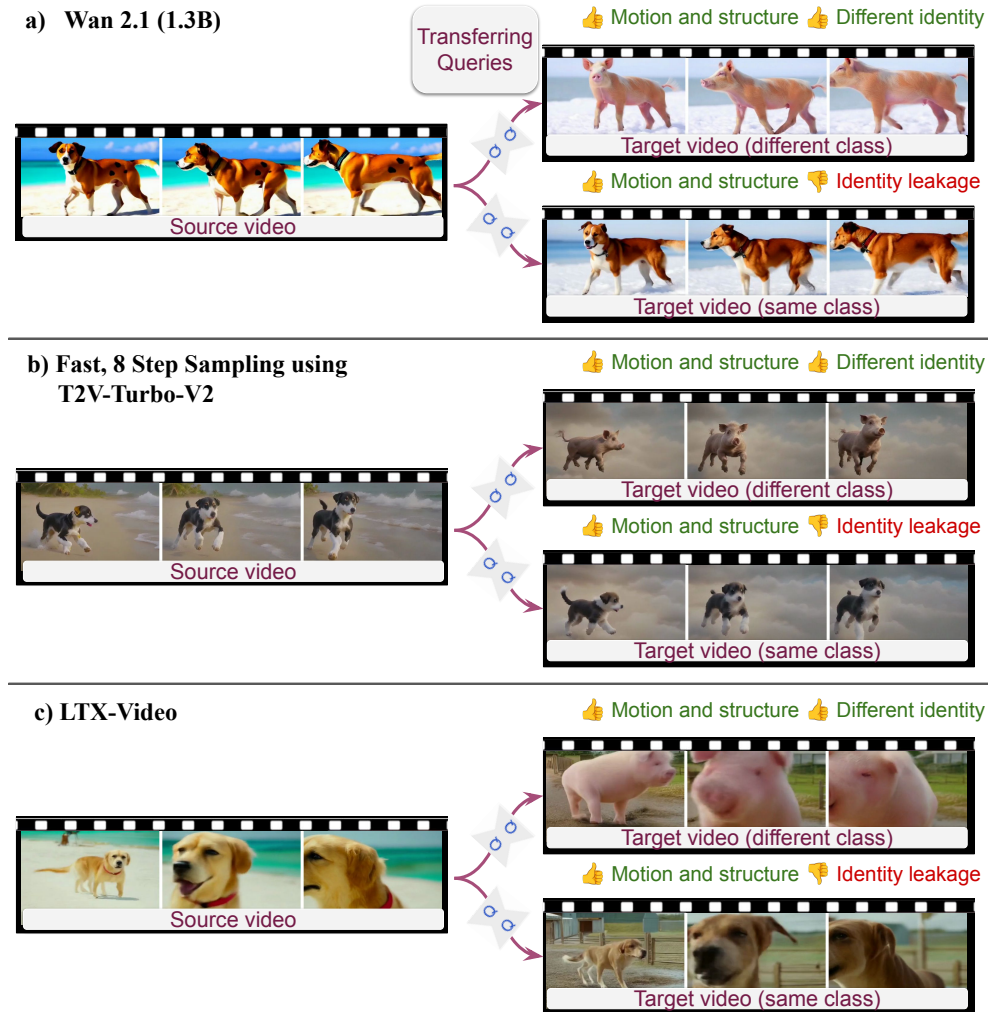 a) Wan 2.1 (1.3B)
Transferring
Queries
👍 Motion and structure 👍 Different identity
Target video (different class)
Source video
👍 Motion and structure 👎 Identity leakage
Target video (same class)
b) Fast, 8 Step Sampling using
T2V-Turbo-V2
👍 Motion and structure 👍 Different identity
Target video (different class)
Source video
👍 Motion and structure 👎 Identity leakage
Target video (same class)
c) LTX-Video
👍 Motion and structure 👍 Different identity
Target video (different class)
Source video
👍 Motion and structure 👎 Identity leakage
Target video (same class)